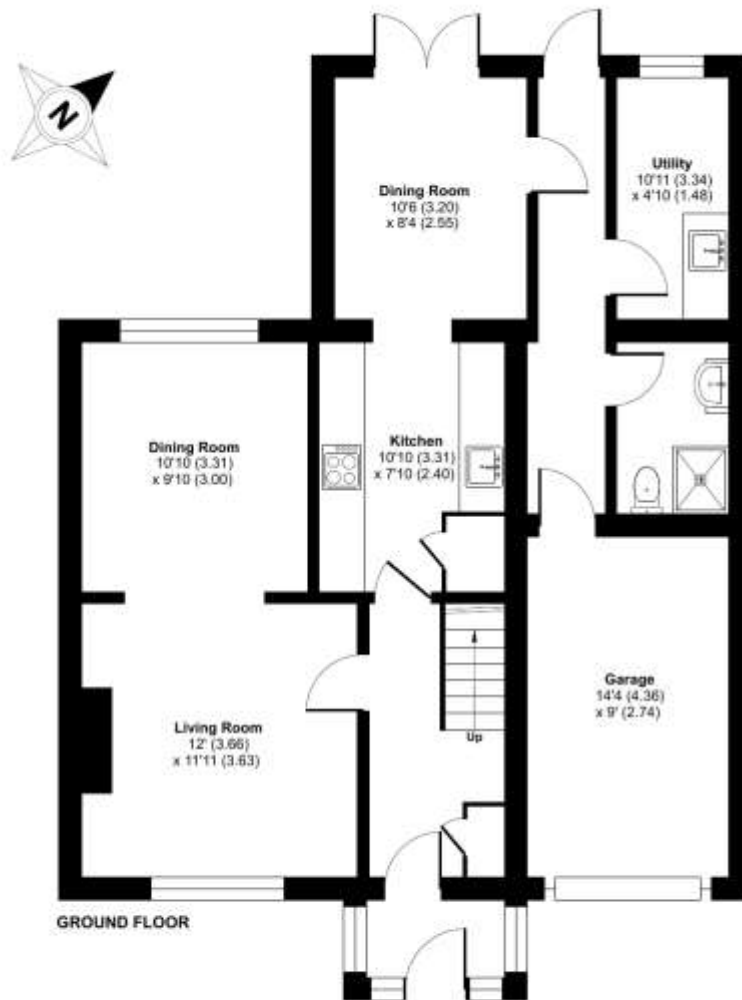 N
Dining Room
10'6 (3.20)
x 8'4 (2.55)
Utility
10'11 (3.34)
x 4'10 (1.48)
Dining Room
10'10 (3.31)
x 9'10 (3.00)
Kitchen
10'10 (3.31)
x 7'10 (2.40)
Living Room
12' (3.66)
x 11'11 (3.63)
Up
Garage
14'4 (4.36)
x 9' (2.74)
GROUND FLOOR